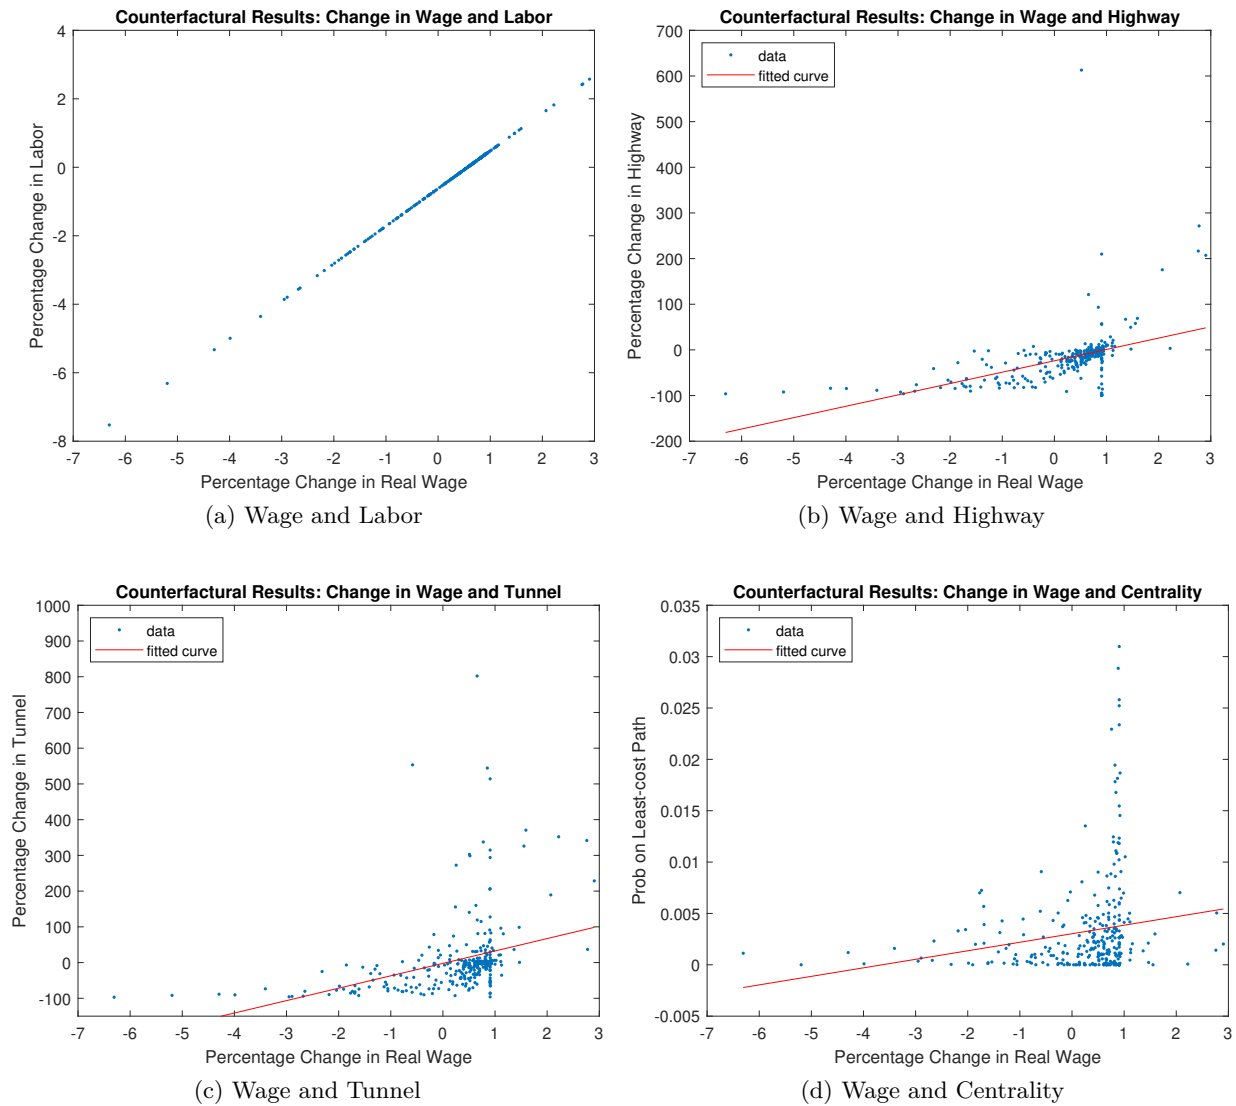 Counterfactural Results: Change in Wage and Labor
4
2
0
-2
-4
-6
-8
Percentage Change in Labor
-7 -6 -5 -4 -3 -2 -1 0 1 2 3
Percentage Change in Real Wage
(a) Wage and Labor
Counterfactural Results: Change in Wage and Highway
700
600
500
400
300
200
100
0
-100
-200
Percentage Change in Highway
data
fitted curve
-7 -6 -5 -4 -3 -2 -1 0 1 2 3
Percentage Change in Real Wage
(b) Wage and Highway
Counterfactural Results: Change in Wage and Tunnel
1000
900
800
700
600
500
400
300
200
100
0
-100
Percentage Change in Tunnel
data
fitted curve
-7 -6 -5 -4 -3 -2 -1 0 1 2 3
Percentage Change in Real Wage
(c) Wage and Tunnel
Counterfactural Results: Change in Wage and Centrality
0.035
0.03
0.025
0.02
0.015
0.01
0.005
0
-0.005
Prob on Least-cost Path
data
fitted curve
-7 -6 -5 -4 -3 -2 -1 0 1 2 3
Percentage Change in Real Wage
(d) Wage and Centrality